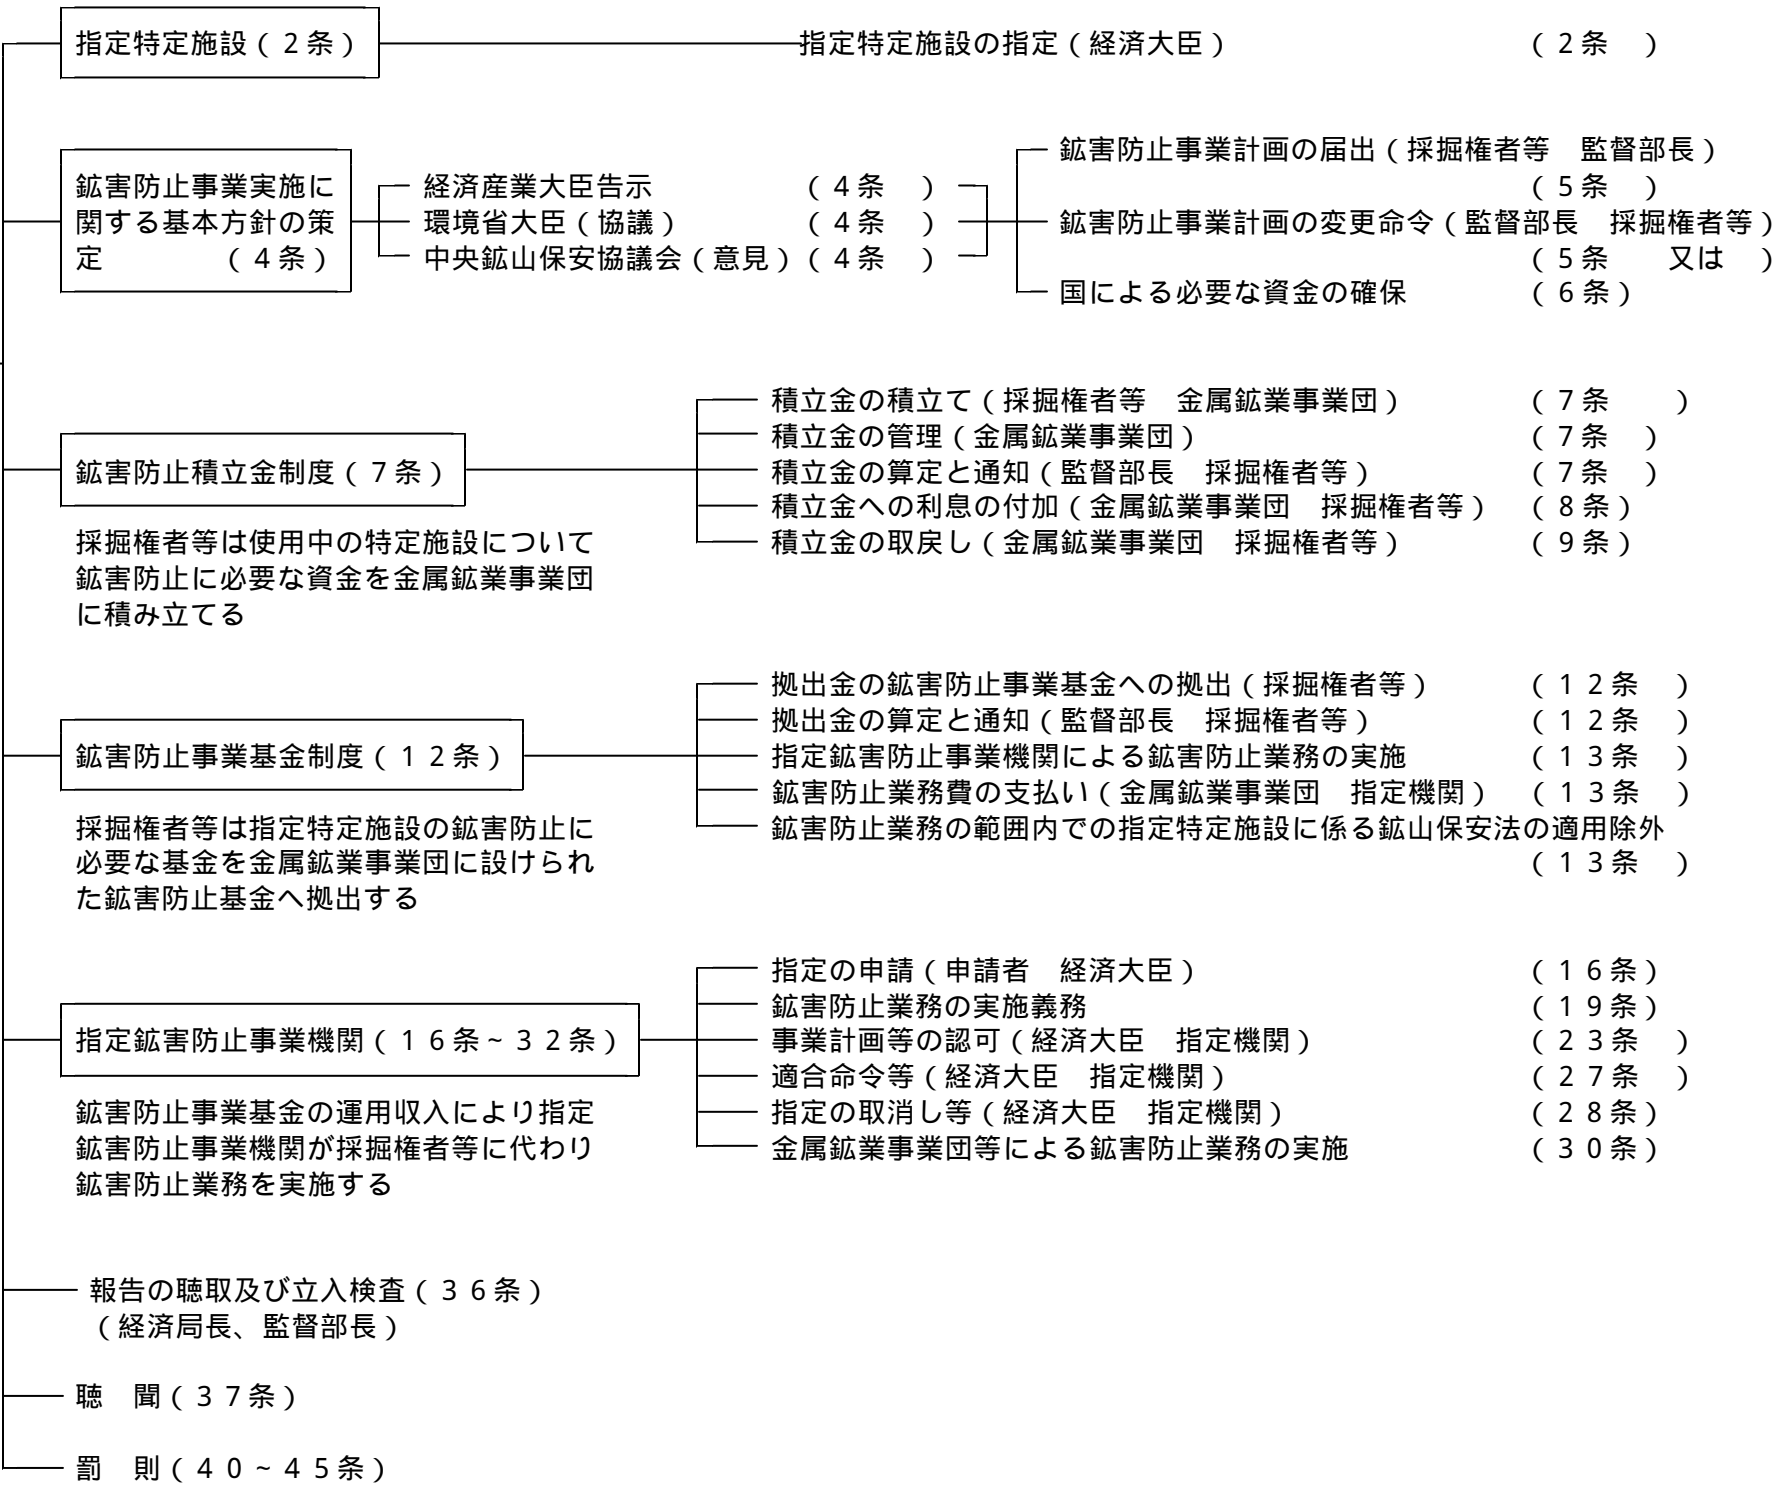 指定特定施設（２条）　指定特定施設の指定（経済大臣）　（２条　）
鉱害防止事業実施に
関する基本方針の策
定　（４条）
経済産業大臣告示　（４条　）
環境省大臣（協議）　（４条　）
中央鉱山保安協議会（意見）（４条　）
鉱害防止事業計画の届出（採掘権者等　監督部長）
（５条　）
鉱害防止事業計画の変更命令（監督部長　採掘権者等）
（５条　又は　）
国による必要な資金の確保　（６条）
鉱害防止積立金制度（７条）
採掘権者等は使用中の特定施設について
鉱害防止に必要な資金を金属鉱業事業団
に積み立てる
積立金の積立て（採掘権者等　金属鉱業事業団）　（７条　）
積立金の管理（金属鉱業事業団）　（７条　）
積立金の算定と通知（監督部長　採掘権者等）　（７条　）
積立金への利息の付加（金属鉱業事業団　採掘権者等）　（８条）
積立金の取戻し（金属鉱業事業団　採掘権者等）　（９条）
鉱害防止事業基金制度（１２条）
採掘権者等は指定特定施設の鉱害防止に
必要な基金を金属鉱業事業団に設けられ
た鉱害防止基金へ拠出する
拠出金の鉱害防止事業基金への拠出（採掘権者等）　（１２条　）
拠出金の算定と通知（監督部長　採掘権者等）　（１２条　）
指定鉱害防止事業機関による鉱害防止業務の実施　（１３条　）
鉱害防止業務費の支払い（金属鉱業事業団　指定機関）　（１３条　）
鉱害防止業務の範囲内での指定特定施設に係る鉱山保安法の適用除外
（１３条　）
指定鉱害防止事業機関（１６条~３２条）
鉱害防止事業基金の運用収入により指定
鉱害防止事業機関が採掘権者等に代わり
鉱害防止業務を実施する
指定の申請（申請者　経済大臣）　（１６条）
鉱害防止業務の実施義務　（１９条）
事業計画等の認可（経済大臣　指定機関）　（２３条　）
適合命令等（経済大臣　指定機関）　（２７条　）
指定の取消し等（経済大臣　指定機関）　（２８条）
金属鉱業事業団等による鉱害防止業務の実施　（３０条）
報告の聴取及び立入検査（３６条）
（経済局長、監督部長）
聴　聞（３７条）
罰　則（４０~４５条）